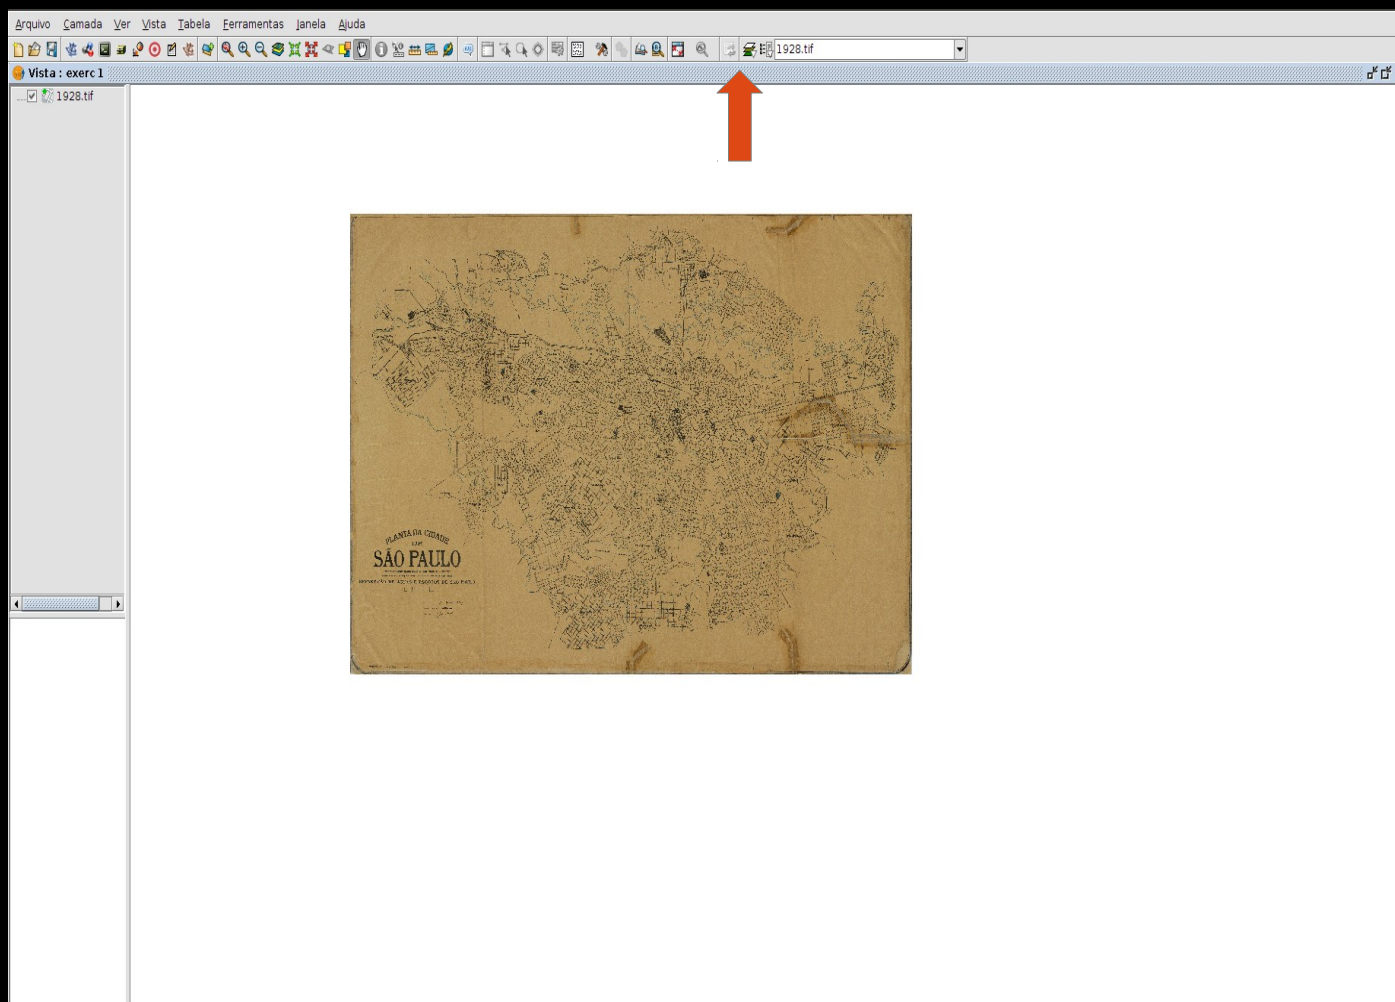 Arquivo Camada Ver Vista Tabela Ferramentas Janela Ajuda
1928.tif
Vista : exerc 1
1928.tif
PLANTA DA CIDADE
SÃO PAULO